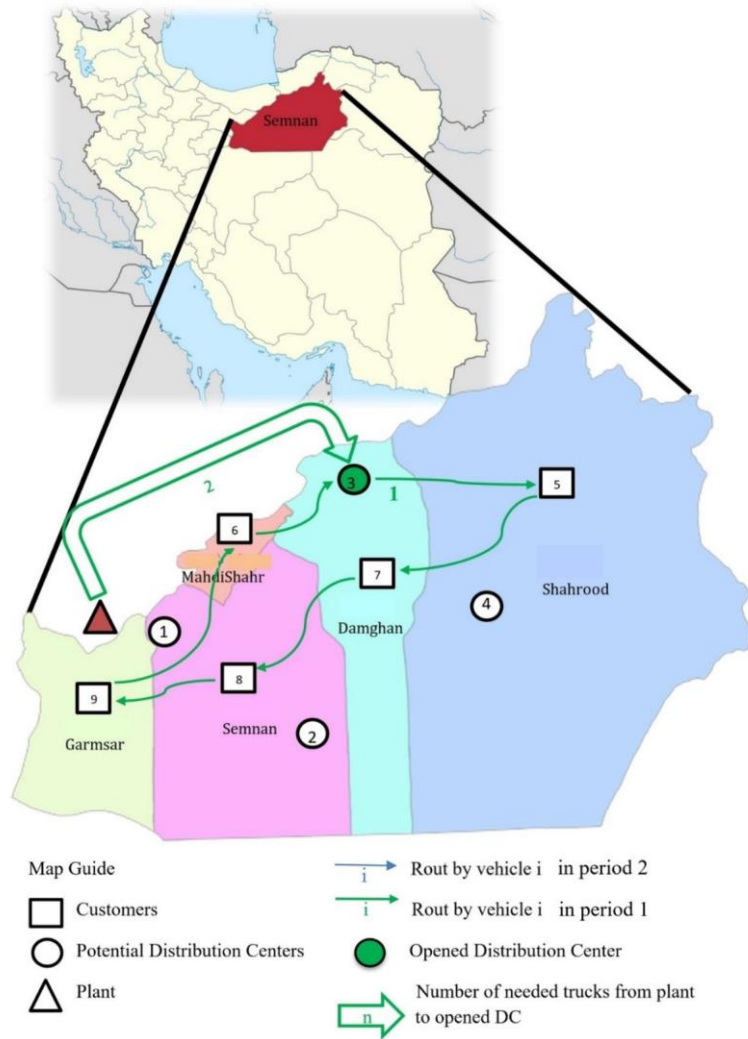 Semnan
2
3
1
5
6
MahdiShahr
7
Shahrood
4
1
Damghan
8
9
Semnan
2
Garmsar
Map Guide
i Rout by vehicle i in period 2
Customers
i Rout by vehicle i in period 1
Potential Distribution Centers
Opened Distribution Center
Plant
n Number of needed trucks from plant
to opened DC